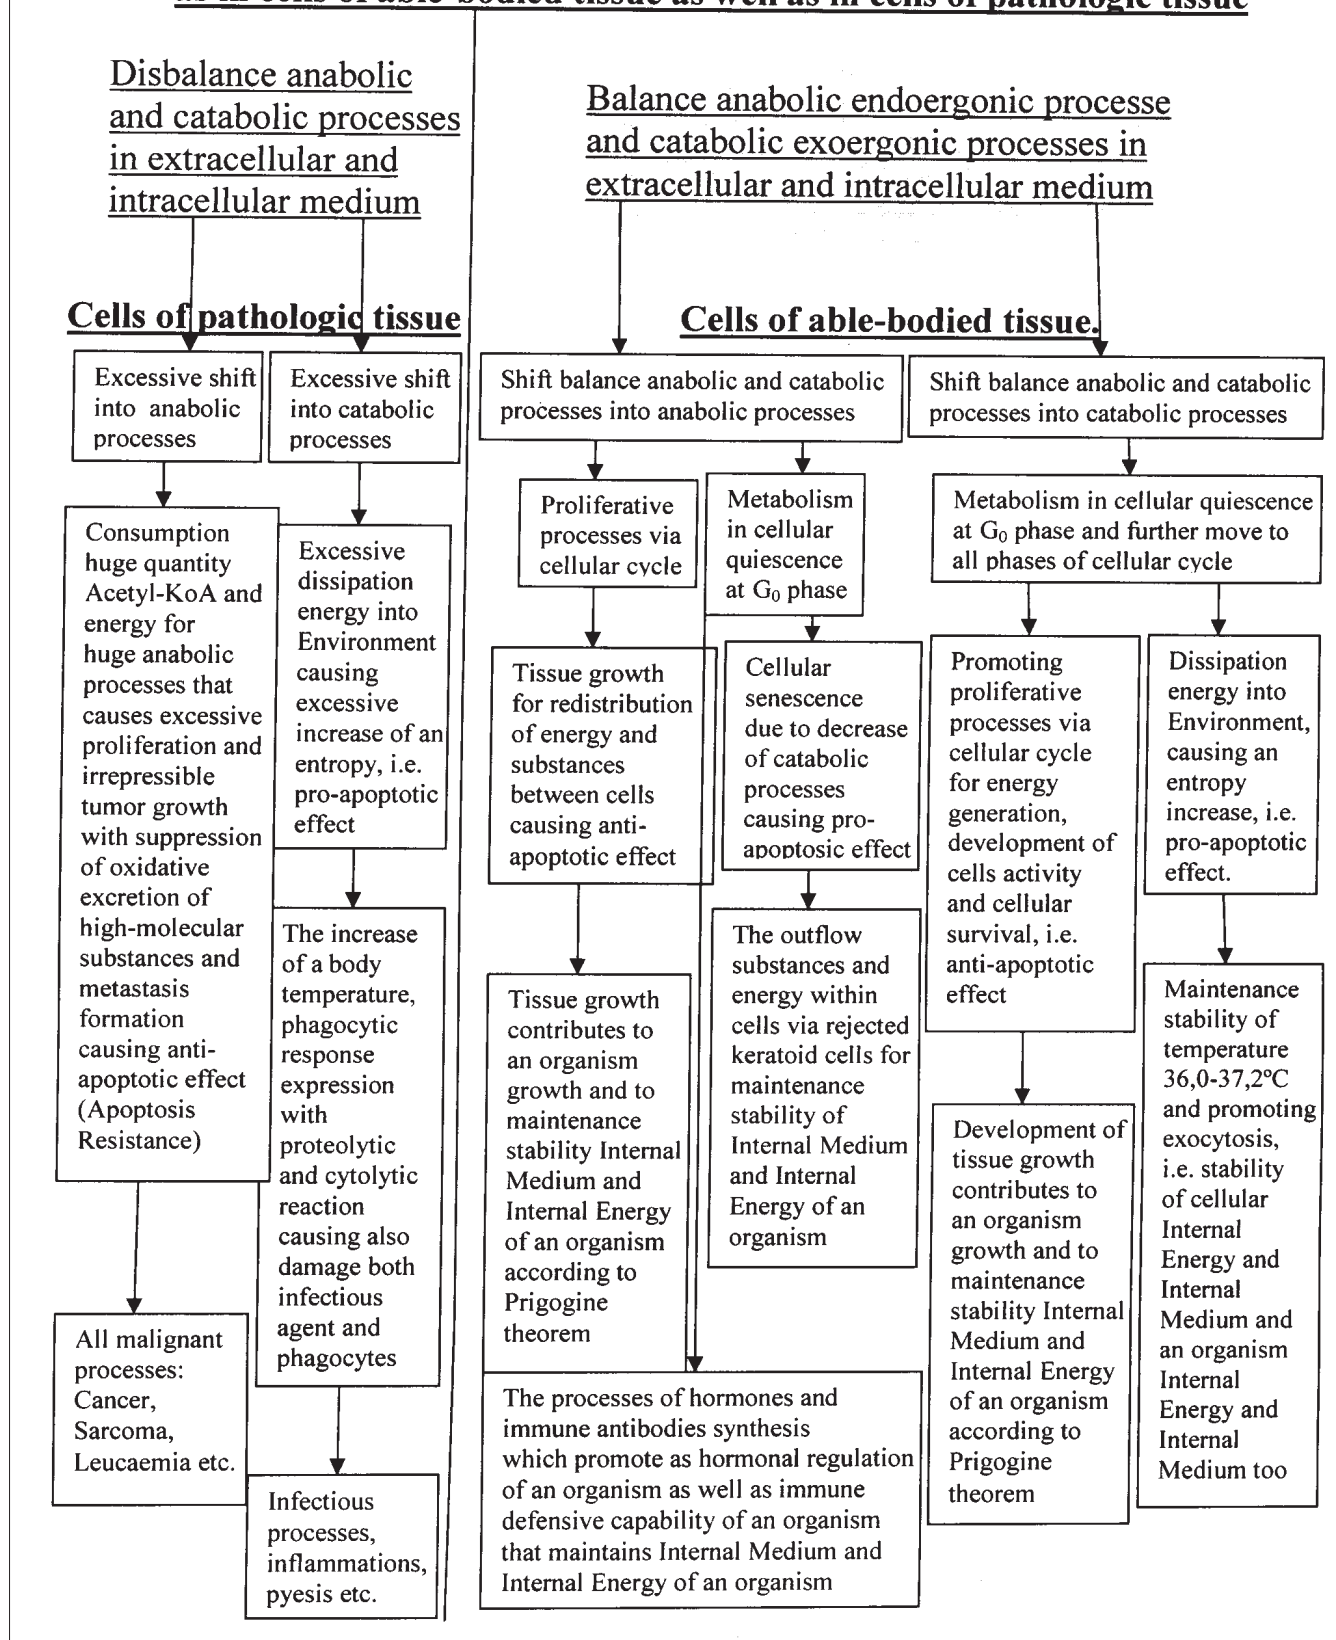 as in cells of able-bodied tissue as well as in cells of pathologic tissue
Disbalance anabolic
and catabolic processes
in extracellular and
intracellular medium
Balance anabolic endoergonic processe
and catabolic exoergonic processes in
extracellular and intracellular medium
Cells of pathologic tissue
Cells of able-bodied tissue.
Excessive shift
into anabolic
processes
Excessive shift
into catabolic
processes
Shift balance anabolic and catabolic
processes into anabolic processes
Shift balance anabolic and catabolic
processes into catabolic processes
Consumption
huge quantity
Acetyl-KoA and
energy for
huge anabolic
processes that
causes excessive
proliferation and
irrepressible
tumor growth
with suppression
of oxidative
excretion of
high-molecular
substances and
metastasis
formation
causing anti-
apoptotic effect
(Apoptosis
Resistance)
Excessive
dissipation
energy into
Environment
causing
excessive
increase of an
entropy, i.e.
pro-apoptotic
effect
Proliferative
processes via
cellular cycle
Metabolism
in cellular
quiescence
at G₀ phase
Metabolism in cellular quiescence
at G₀ phase and further move to
all phases of cellular cycle
Tissue growth
for redistribution
of energy and
substances
between cells
causing anti-
apoptotic effect
Cellular
senescence
due to decrease
of catabolic
processes
causing pro-
apoptosic effect
Promoting
proliferative
processes via
cellular cycle
for energy
generation,
development of
cells activity
and cellular
survival, i.e.
anti-apoptotic
effect
Dissipation
energy into
Environment,
causing an
entropy
increase, i.e.
pro-apoptotic
effect.
The increase
of a body
temperature,
phagocytic
response
expression
with
proteolytic
and cytolytic
reaction
causing also
damage both
infectious
agent and
phagocytes
Tissue growth
contributes to
an organism
growth and to
maintenance
stability Internal
Medium and
Internal Energy
of an organism
according to
Prigogine
theorem
The outflow
substances and
energy within
cells via rejected
keratoid cells for
maintenance
stability of
Internal Medium
and Internal
Energy of an
organism
Development of
tissue growth
contributes to
an organism
growth and to
maintenance
stability Internal
Medium and
Internal Energy
of an organism
according to
Prigogine
theorem
Maintenance
stability of
temperature
36,0-37,2ºC
and promoting
exocytosis,
i.e. stability
of cellular
Internal
Energy and
Internal
Medium and
an organism
Internal
Energy and
Internal
Medium too
All malignant
processes:
Cancer,
Sarcoma,
Leucaemia etc.
Infectious
processes,
inflammations,
pyesis etc.
The processes of hormones and
immune antibodies synthesis
which promote as hormonal regulation
of an organism as well as immune
defensive capability of an organism
that maintains Internal Medium and
Internal Energy of an organism